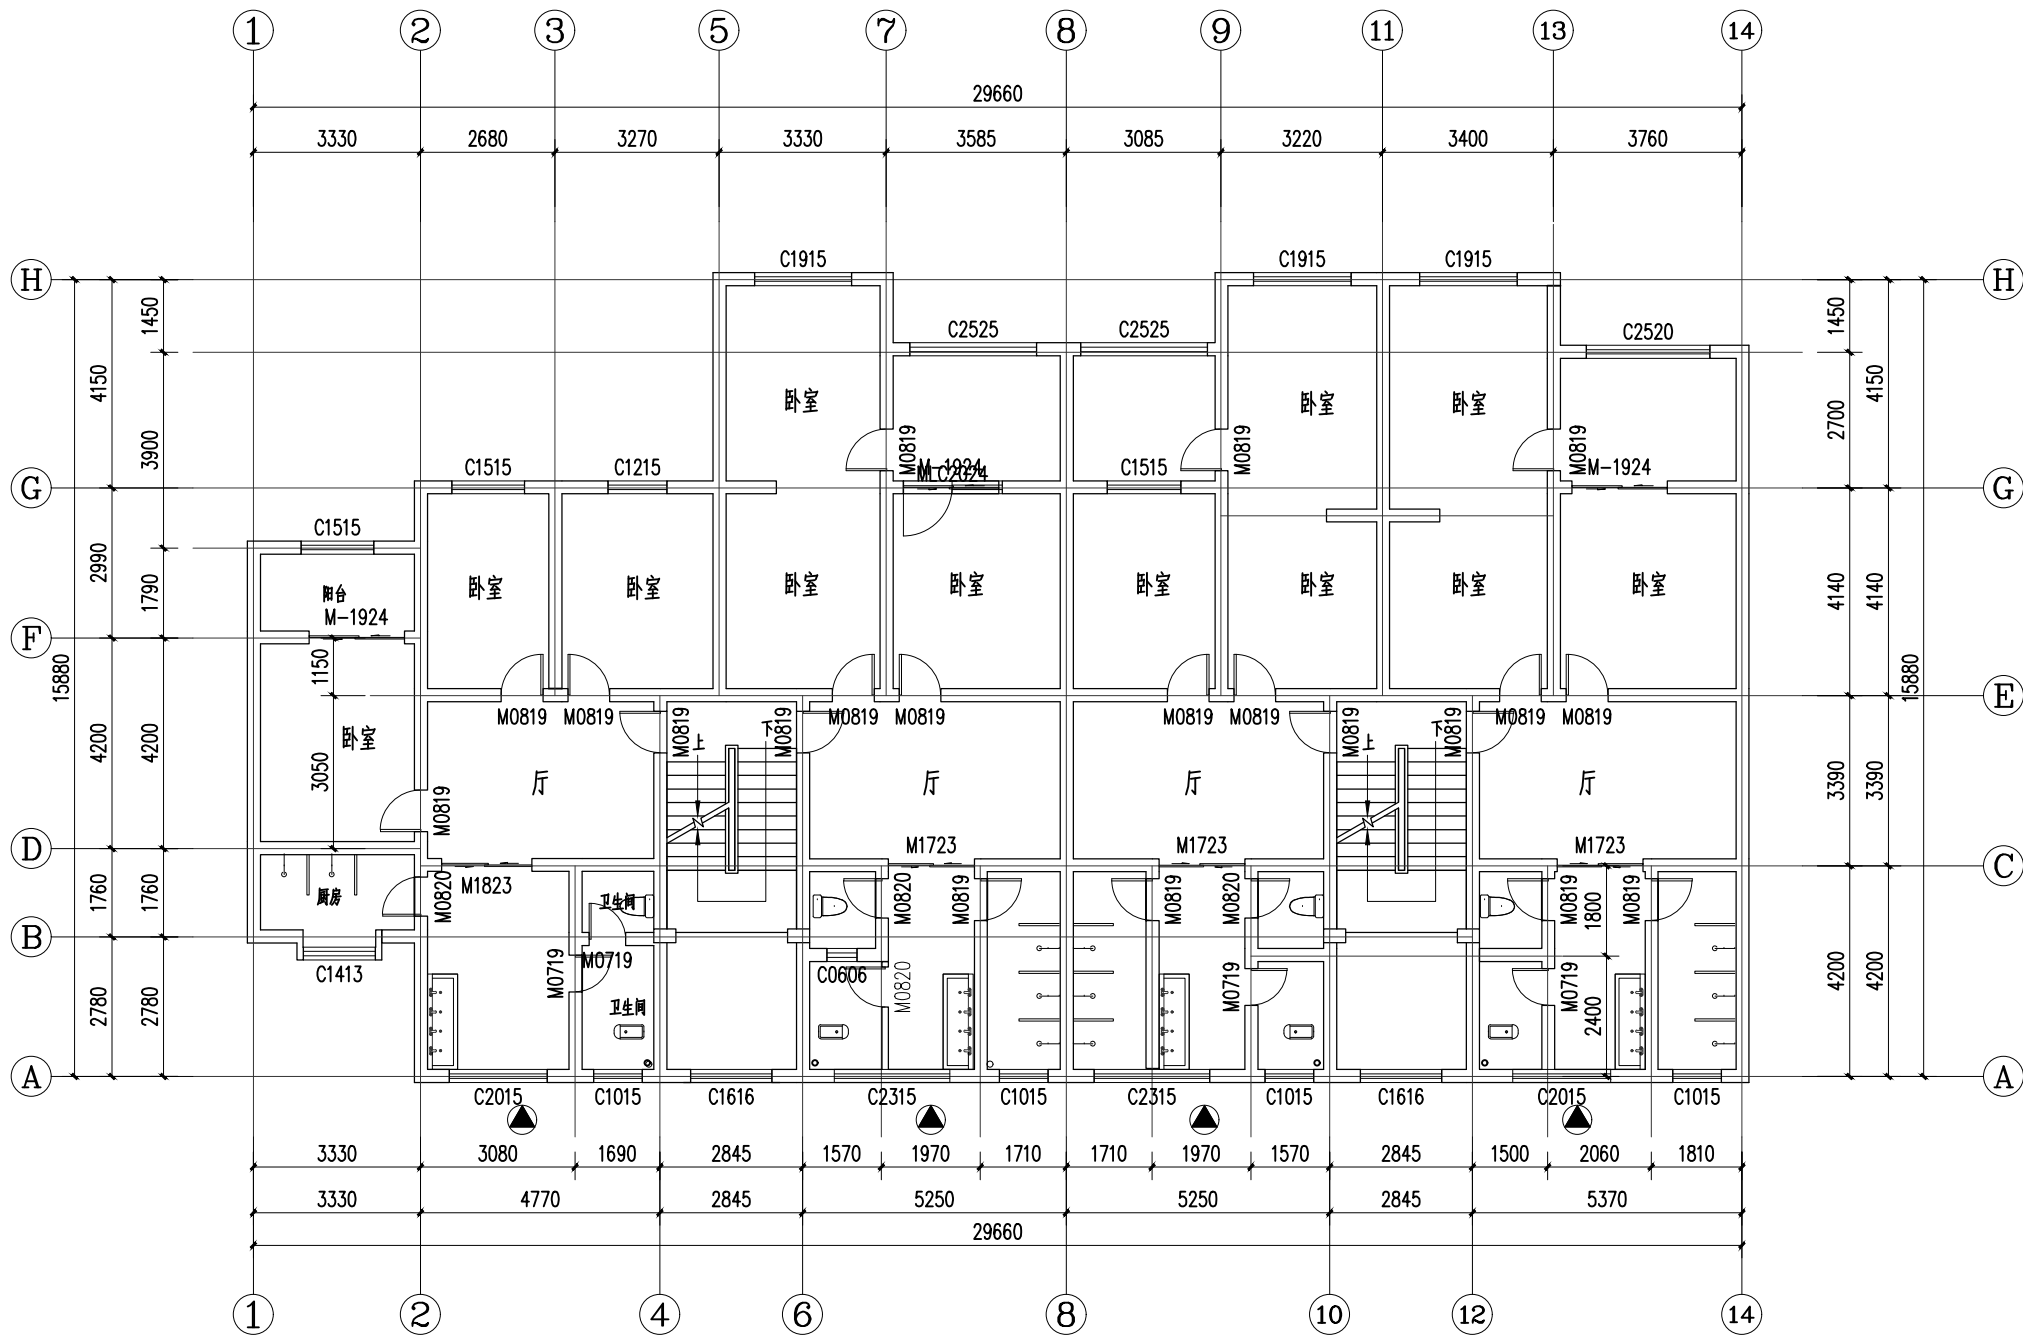 1 2 3 5 7 8 9 11 13 14
29660
3330 2680 3270 3330 3585 3085 3220 3400 3760
C1915 C1915 C1915
H H
1450 1450
C2525 C2525 C2520
4150 3900 2700 4150
卧室 卧室 卧室
M0819 M0819 M0819
C1515 C1215 M-1924 C1515 M-1924
MLC2024
G G
C1515
2990 1790 4140 4140
卧室 卧室 卧室 卧室 卧室 卧室 卧室 卧室
阳台
M-1924
F
15880 1150 15880
E
M0819 M0819 M0819 M0819 M0819 M0819 M0819 M0819
M0819 M0819 M0819 M0819
上 下 上 下
卧室
4200 4200 3050 3390 3390
厅 厅 厅 厅
M0819
D
M1723 M1723
C
M1823
M0820 M0820 M0819 M0819 M0820 M0819 M0819
1760 1760 1800
厨房 卫生间
B
C1413 M0719 M0719 C0606 M0820 M0719 M0719
2780 2780 2400 4200 4200
卫生间
A A
C2015 C1015 C1616 C2315 C1015 C2315 C1015 C1616 C2015 C1015
3330 3080 1690 2845 1570 1970 1710 1710 1970 1570 2845 1500 2060 1810
3330 4770 2845 5250 5250 2845 5370
29660
1 2 4 6 8 10 12 14